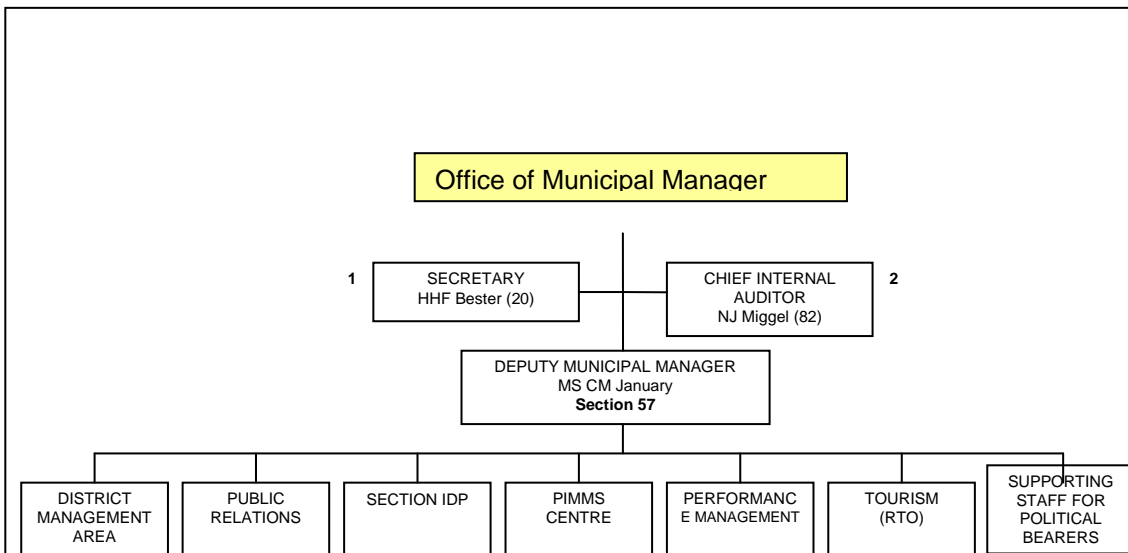 Office of Municipal Manager
1
SECRETARY
HHF Bester (20)
CHIEF INTERNAL
AUDITOR
NJ Miggel (82)
2
DEPUTY MUNICIPAL MANAGER
MS CM January
Section 57
DISTRICT
MANAGEMENT
AREA
PUBLIC
RELATIONS
SECTION IDP
PIMMS
CENTRE
PERFORMANC
E MANAGEMENT
TOURISM
(RTO)
SUPPORTING
STAFF FOR
POLITICAL
BEARERS